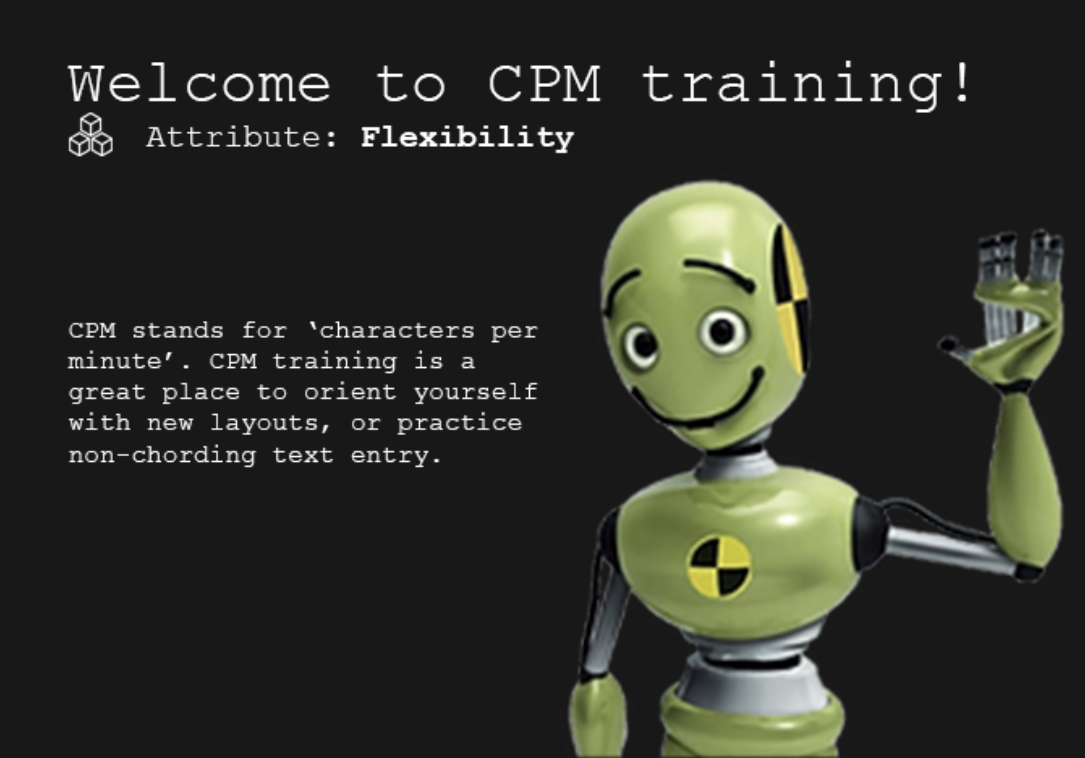 Welcome to CPM training!
Attribute: Flexibility
CPM stands for ‘characters per
minute’. CPM training is a
great place to orient yourself
with new layouts, or practice
non-chording text entry.